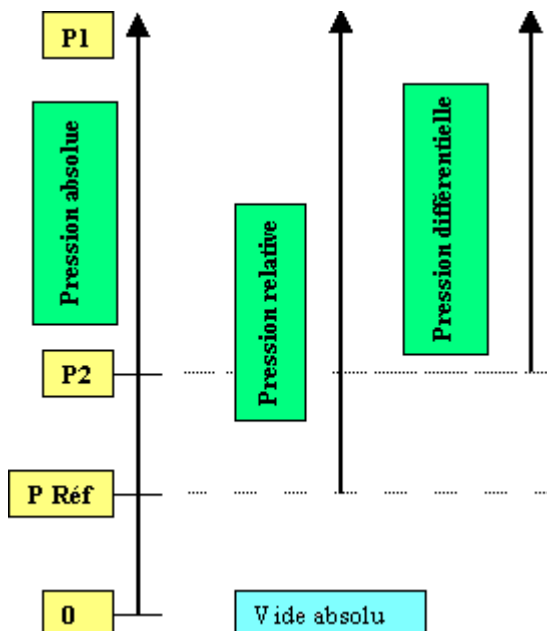 P1
Pression absolue
Pression relative
Pression différentielle
P2
P Réf
0
Vide absolu